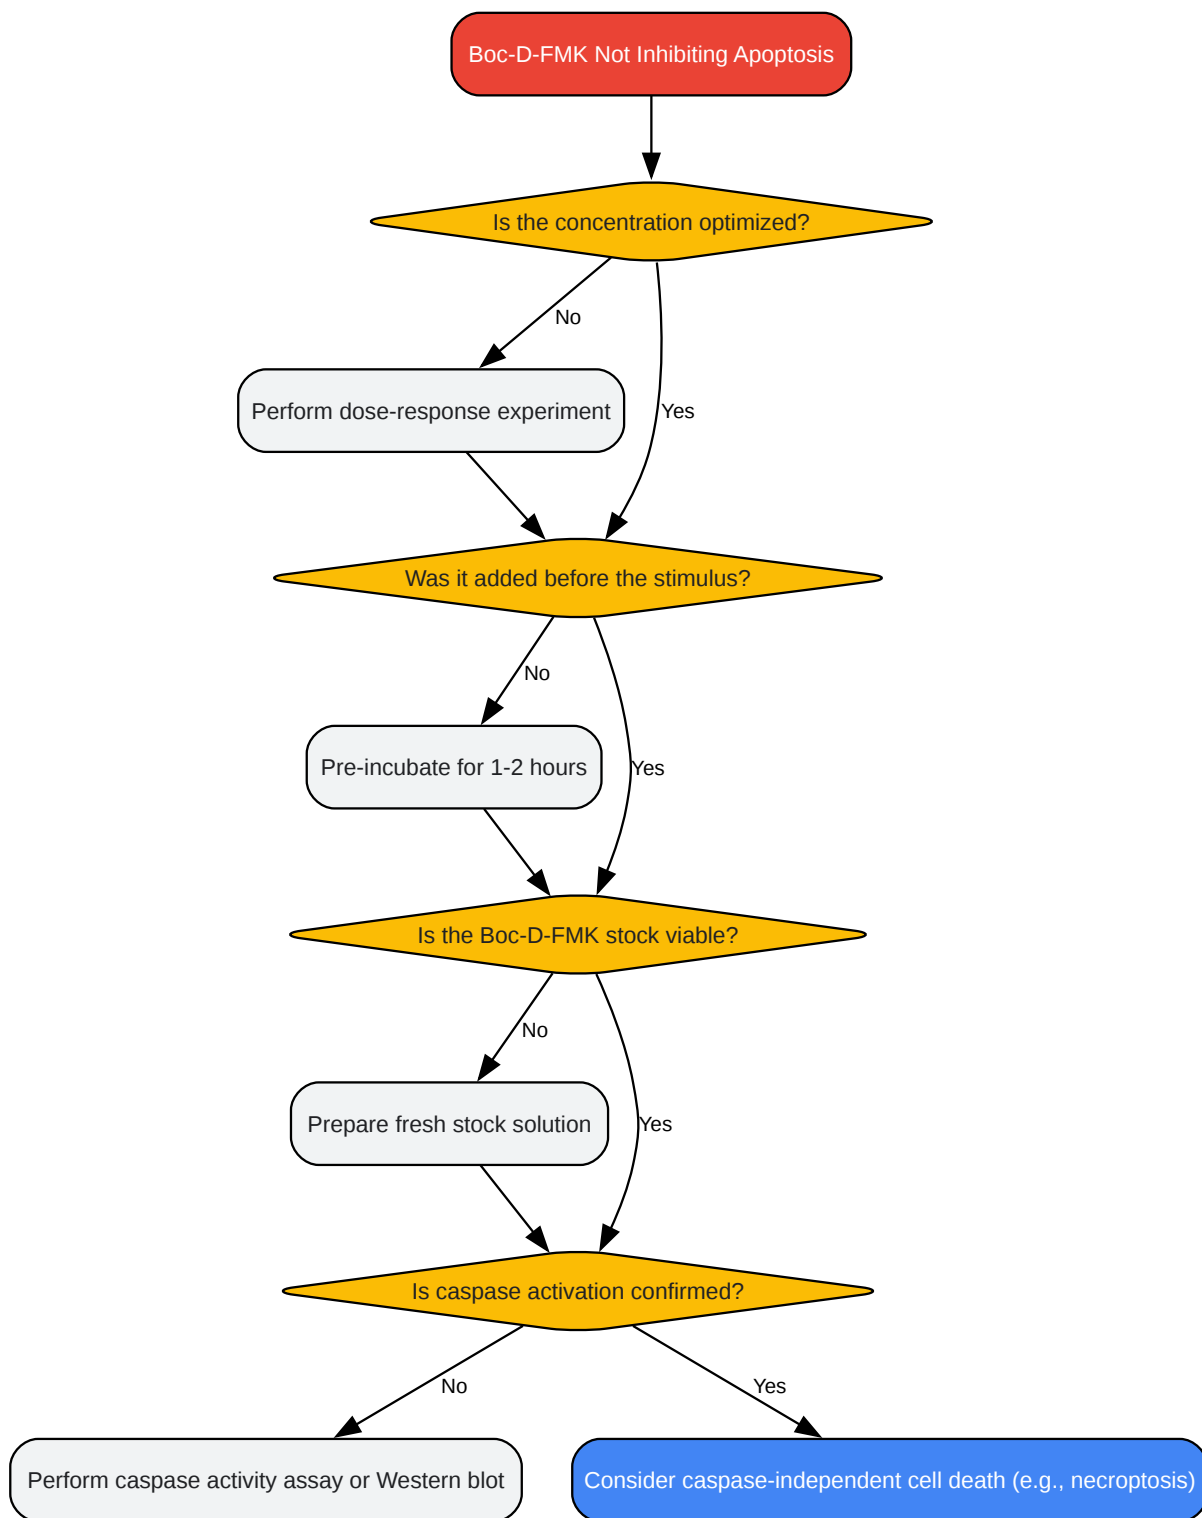 Boc-D-FMK Not Inhibiting Apoptosis
Is the concentration optimized?
No
Perform dose-response experiment
Yes
Was it added before the stimulus?
No
Pre-incubate for 1-2 hours
Yes
Is the Boc-D-FMK stock viable?
No
Prepare fresh stock solution
Yes
Is caspase activation confirmed?
No
Yes
Perform caspase activity assay or Western blot
Consider caspase-independent cell death (e.g., necroptosis)